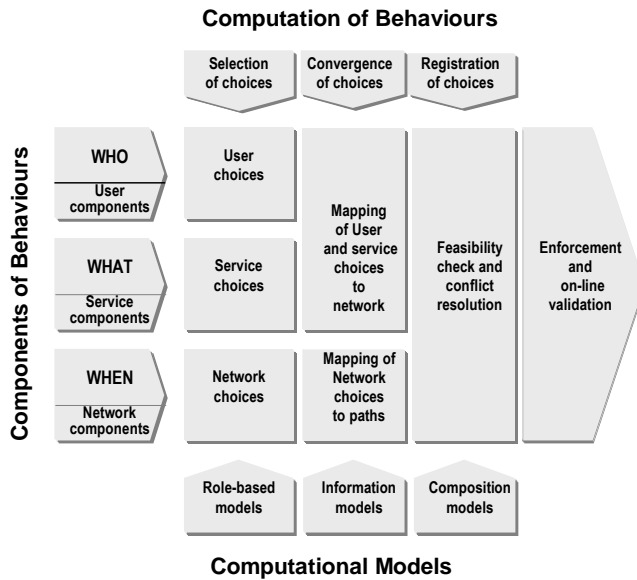 Computation of Behaviours
Selection
of choices
Convergence
of choices
Registration
of choices
Components of Behaviours
WHO
User
components
User
choices
WHAT
Service
components
Service
choices
Mapping
of User
and service
choices
to
network
WHEN
Network
components
Network
choices
Mapping of
Network
choices
to paths
Feasibility
check and
conflict
resolution
Enforcement
and
on-line
validation
Role-based
models
Information
models
Composition
models
Computational Models